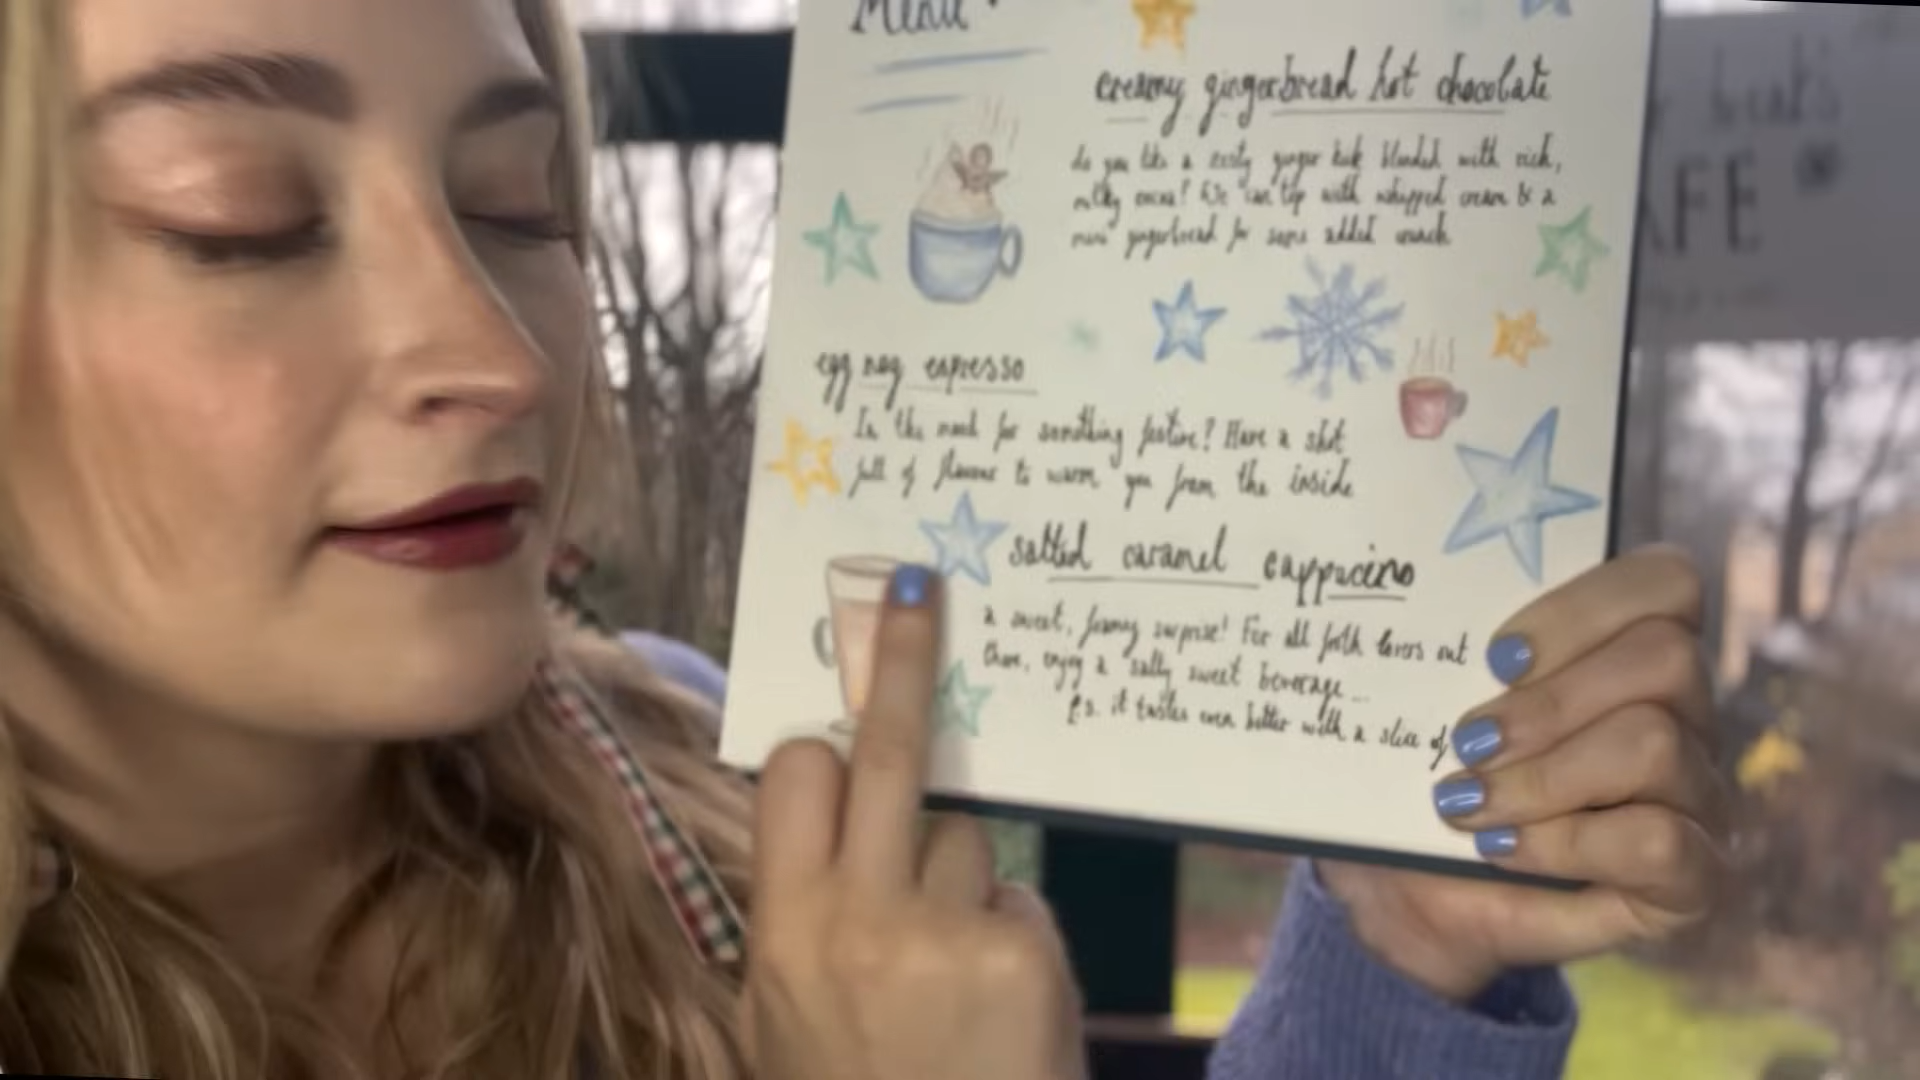 Menu
creamy gingerbread hot chocolate
do you like a zesty ginger kick blended with rich,
milky cocoa? We can top with whipped cream & a
mini gingerbread for some added crunch
egg nog espresso
In the mood for something festive? Have a shot
full of flavour to warm you from the inside
salted caramel cappucino
a sweet, foamy surprise! For all froth lovers out
there, enjoy a salty sweet beverage...
P.s. it tastes even better with a slice of
AFE